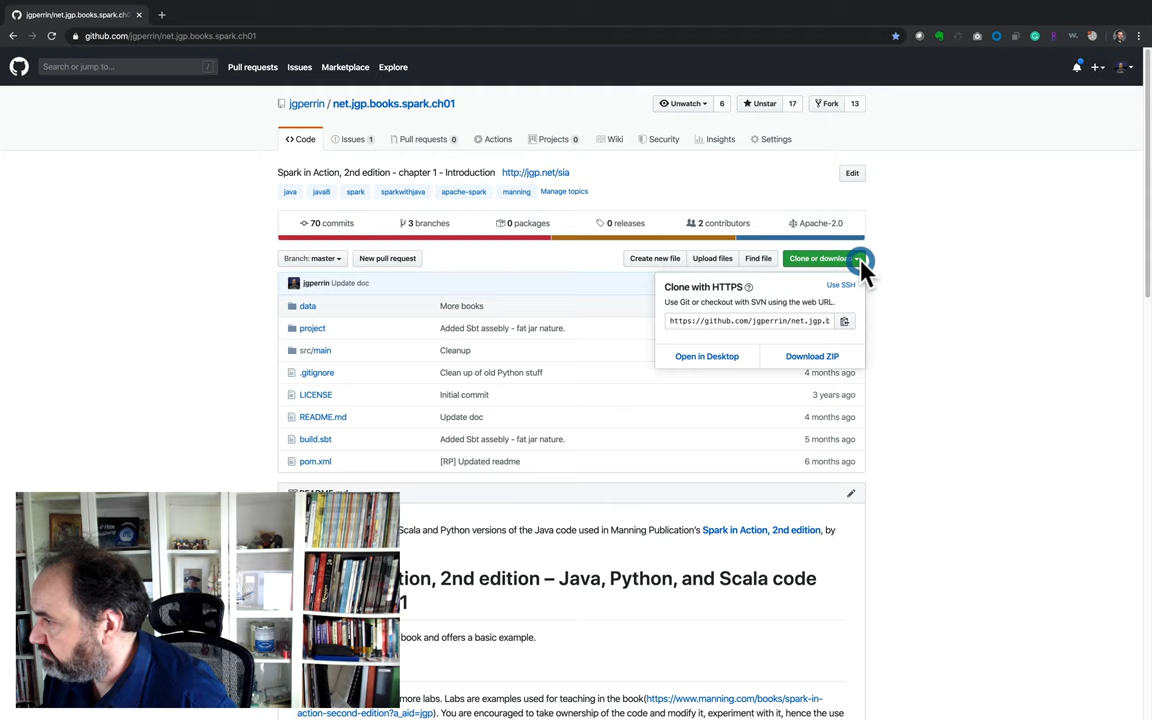 jgperrin/net.jgp.books.spark.ch0
github.com/jgperrin/net.jgp.books.spark.ch01
Search or jump to...
/
Pull requests
Issues
Marketplace
Explore
jgperrin / net.jgp.books.spark.ch01
Unwatch
6
Unstar
17
Fork
13
Code
Issues 1
Pull requests 0
Actions
Projects 0
Wiki
Security
Insights
Settings
Spark in Action, 2nd edition - chapter 1 - Introduction http://jgp.net/sia
Edit
java
java8
spark
sparkwithjava
apache-spark
manning
Manage topics
70 commits
3 branches
0 packages
0 releases
2 contributors
Apache-2.0
Branch: master
New pull request
Create new file
Upload files
Find file
Clone or download
jgperrin Update doc
Clone with HTTPS
Use SSH
Use Git or checkout with SVN using the web URL.
https://github.com/jgperrin/net.jgp.b
Open in Desktop
Download ZIP
data
More books
project
Added Sbt assebly - fat jar nature.
src/main
Cleanup
.gitignore
Clean up of old Python stuff
4 months ago
LICENSE
Initial commit
3 years ago
README.md
Update doc
4 months ago
build.sbt
Added Sbt assebly - fat jar nature.
5 months ago
pom.xml
[RP] Updated readme
6 months ago
README.md
Scala and Python versions of the Java code used in Manning Publication's Spark in Action, 2nd edition, by
tion, 2nd edition – Java, Python, and Scala code
1
book and offers a basic example.
more labs. Labs are examples used for teaching in the book(https://www.manning.com/books/spark-in-
action-second-edition?a_aid=jgp). You are encouraged to take ownership of the code and modify it, experiment with it, hence the use